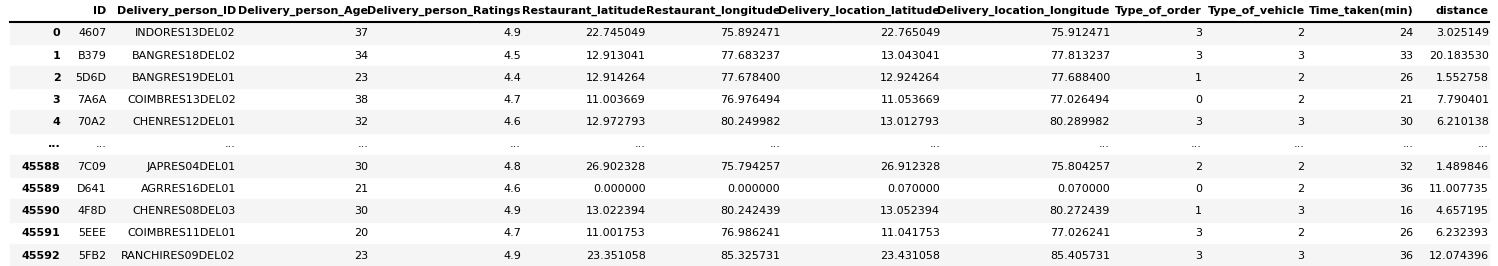 ID Delivery_person_ID Delivery_person_Age Delivery_person_Ratings Restaurant_latitude Restaurant_longitude Delivery_location_latitude Delivery_location_longitude Type_of_order Type_of_vehicle Time_taken(min) distance
0 4607 INDORES13DEL02 37 4.9 22.745049 75.892471 22.765049 75.912471 3 2 24 3.025149
1 B379 BANGRES18DEL02 34 4.5 12.913041 77.683237 13.043041 77.813237 3 3 33 20.183530
2 5D6D BANGRES19DEL01 23 4.4 12.914264 77.678400 12.924264 77.688400 1 2 26 1.552758
3 7A6A COIMBRES13DEL02 38 4.7 11.003669 76.976494 11.053669 77.026494 0 2 21 7.790401
4 70A2 CHENRES12DEL01 32 4.6 12.972793 80.249982 13.012793 80.289982 3 3 30 6.210138
... ... ... ... ... ... ... ... ... ... ... ... ...
45588 7C09 JAPRES04DEL01 30 4.8 26.902328 75.794257 26.912328 75.804257 2 2 32 1.489846
45589 D641 AGRRES16DEL01 21 4.6 0.000000 0.000000 0.070000 0.070000 0 2 36 11.007735
45590 4F8D CHENRES08DEL03 30 4.9 13.022394 80.242439 13.052394 80.272439 1 3 16 4.657195
45591 5EEE COIMBRES11DEL01 20 4.7 11.001753 76.986241 11.041753 77.026241 3 2 26 6.232393
45592 5FB2 RANCHIRES09DEL02 23 4.9 23.351058 85.325731 23.431058 85.405731 3 3 36 12.074396